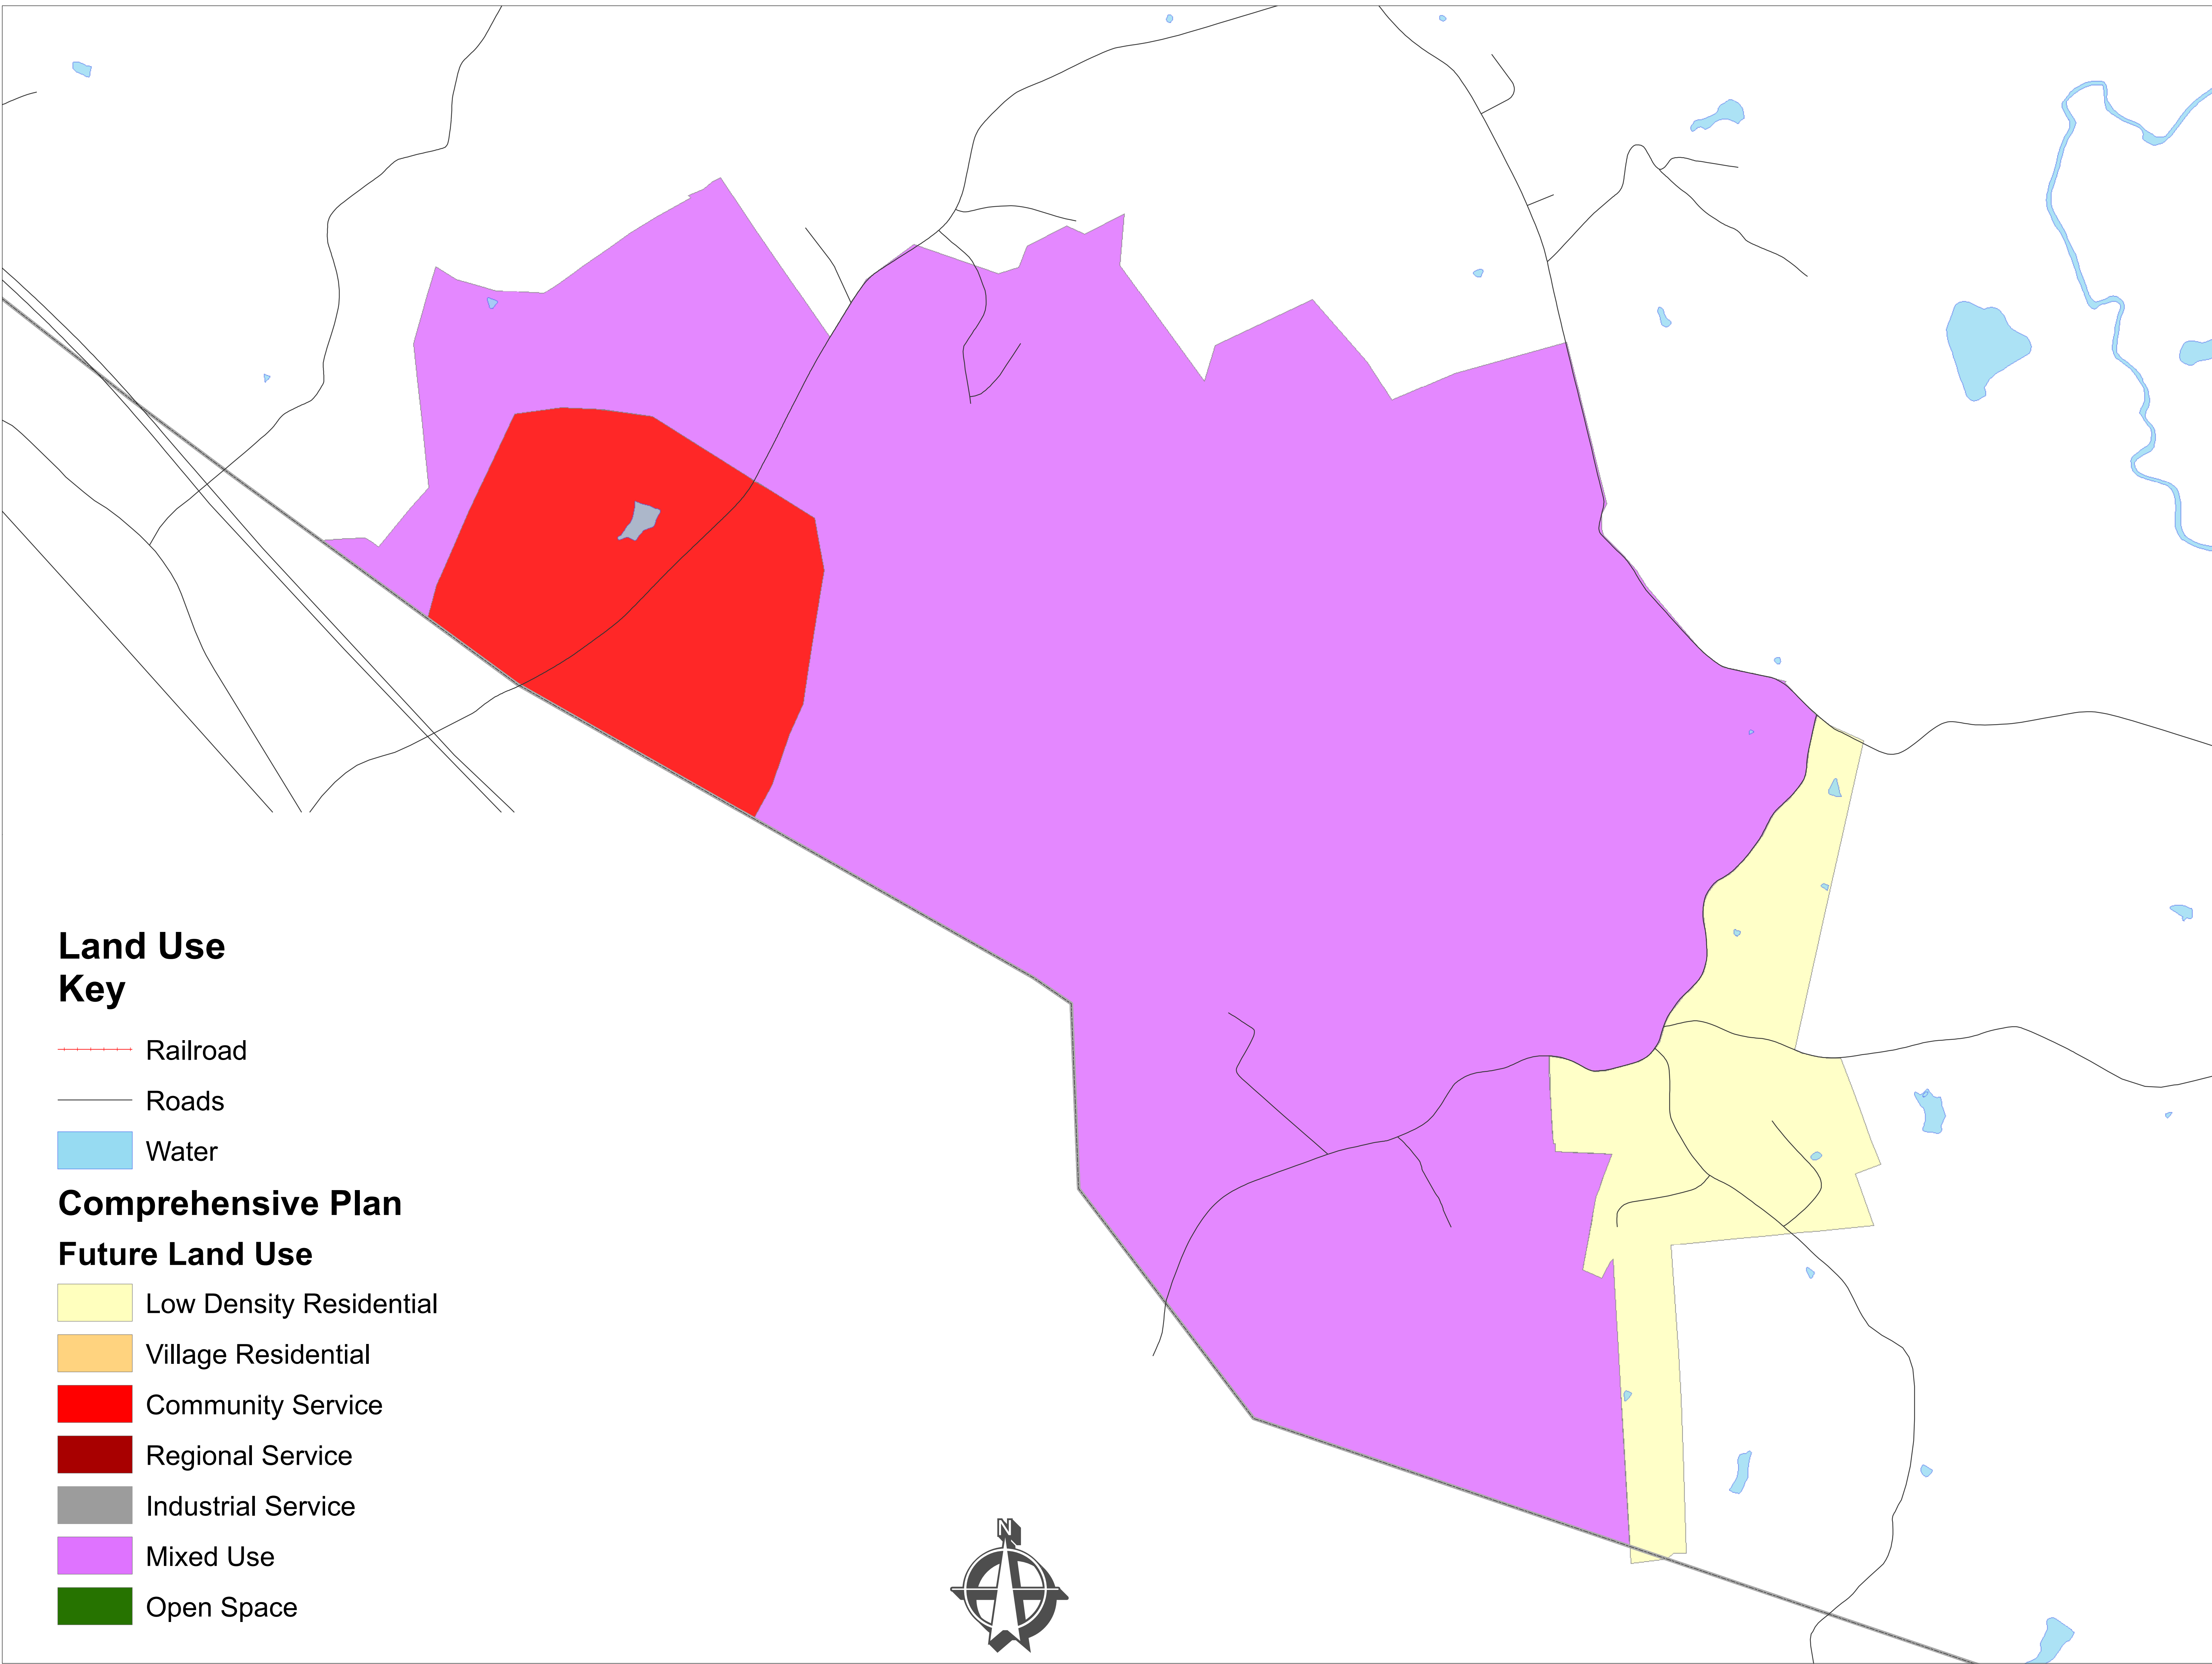 Land Use
Key
Railroad
Roads
Water
Comprehensive Plan
Future Land Use
Low Density Residential
Village Residential
Community Service
Regional Service
Industrial Service
Mixed Use
Open Space
N